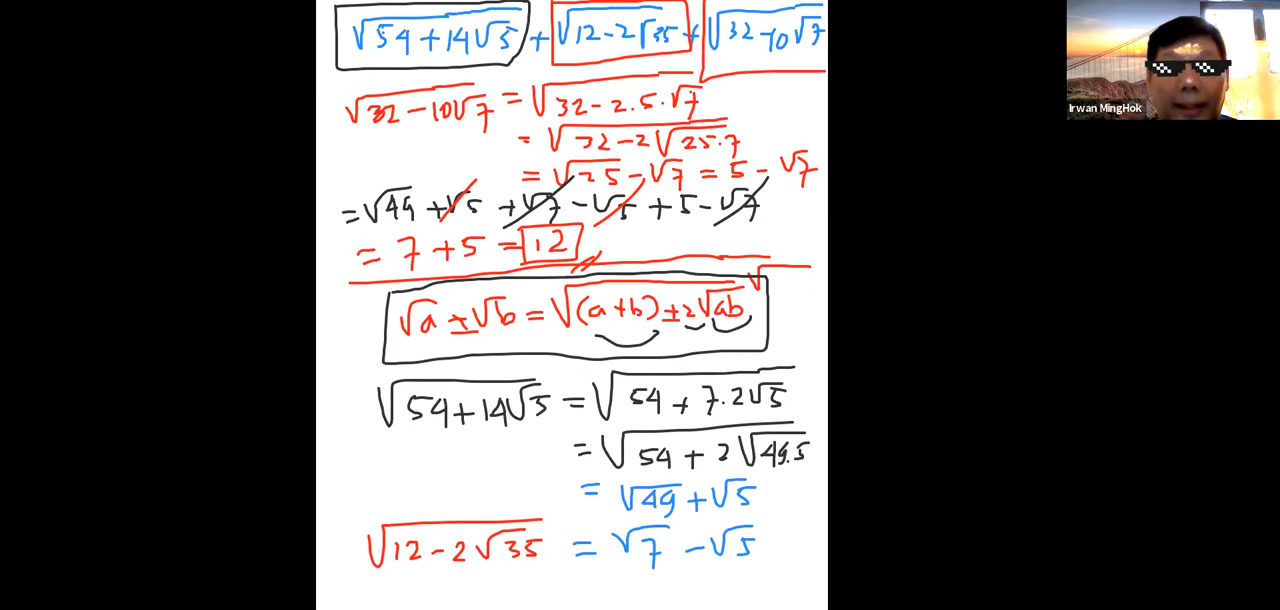 √(54+14√5) + √(12-2√35) + √(32-10√7)
√(32-10√7) = √(32-2.5.√7)
= √(32-2√(25.7))
= √25 - √7 = 5 - √7
= √49 + √5 + √7 - √5 + 5 - √7
= 7 + 5 = 12
√a ± √b = √((a+b) ± 2√ab)
√(54+14√5) = √(54 + 7.2√5)
= √(54 + 2√(49.5))
= √49 + √5
√(12-2√35) = √7 - √5
Irwan MingHok